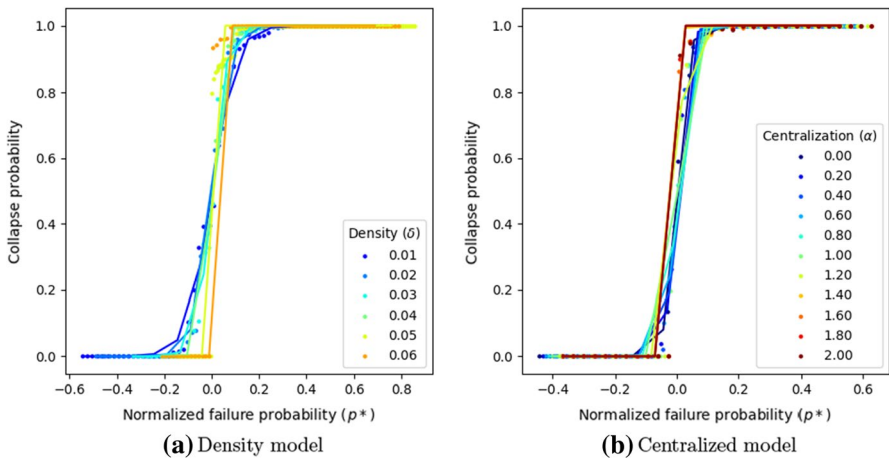 1.0
0.8
0.6
0.4
0.2
0.0
Collapse probability
Density (δ)
0.01
0.02
0.03
0.04
0.05
0.06
−0.6 −0.4 −0.2 0.0 0.2 0.4 0.6 0.8
Normalized failure probability (p*)
(a) Density model
1.0
0.8
0.6
0.4
0.2
0.0
Collapse probability
Centralization (α)
0.00
0.20
0.40
0.60
0.80
1.00
1.20
1.40
1.60
1.80
2.00
−0.4 −0.2 0.0 0.2 0.4 0.6
Normalized failure probability (p*)
(b) Centralized model